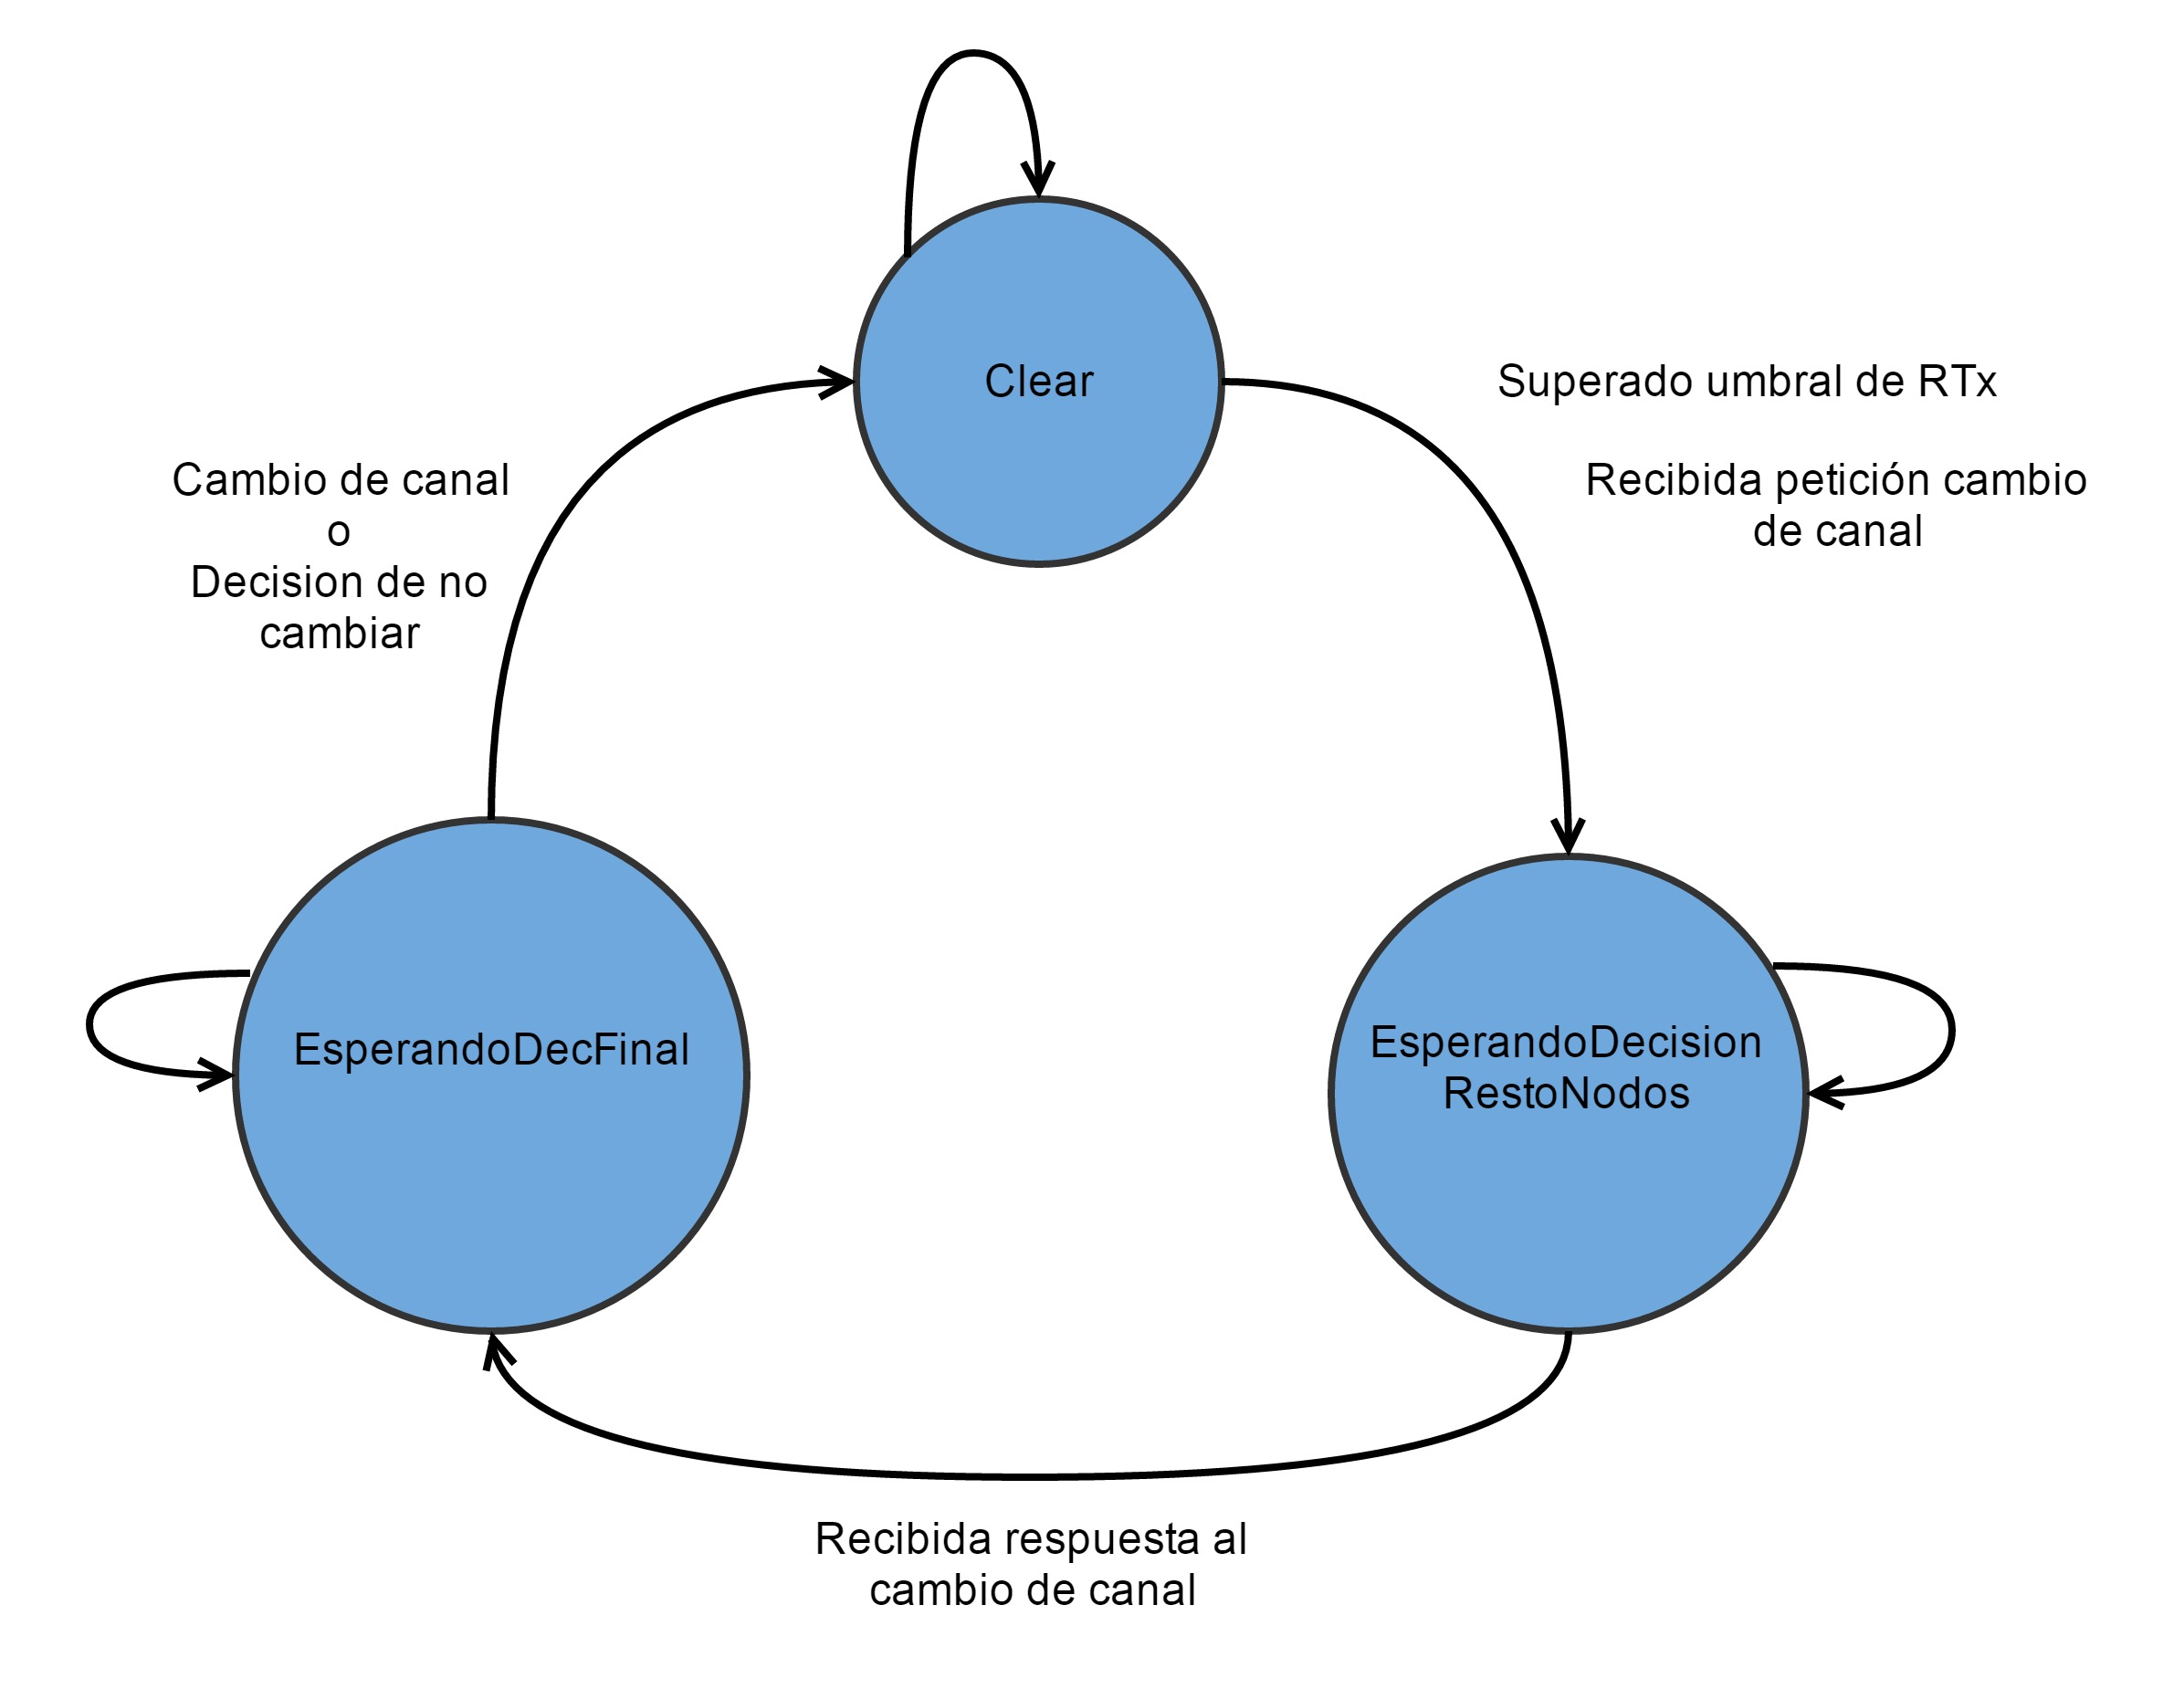 Clear
Superado umbral de RTx
Recibida petición cambio
de canal
Cambio de canal
o
Decision de no
cambiar
EsperandoDecFinal
EsperandoDecision
RestoNodos
Recibida respuesta al
cambio de canal